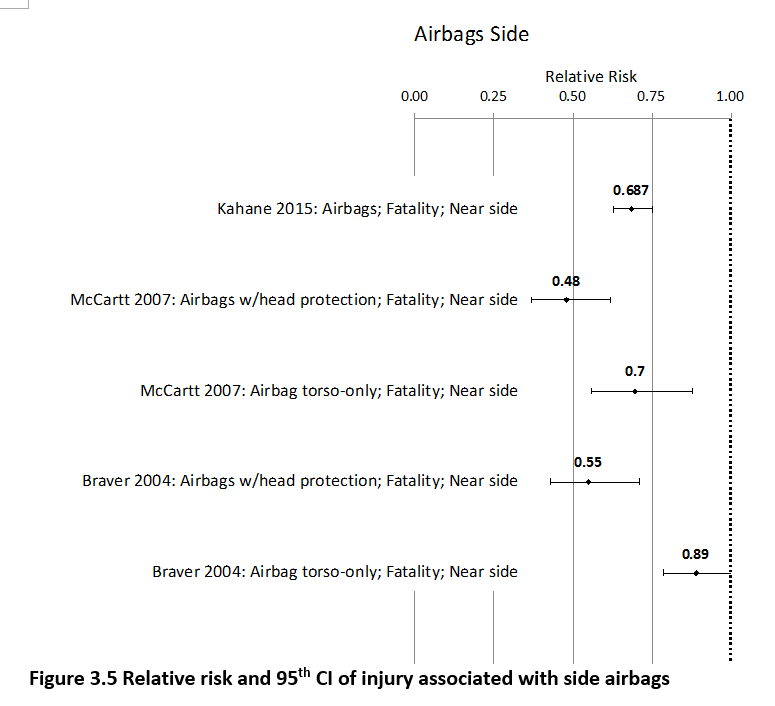 Airbags Side
Relative Risk
0.00 0.25 0.50 0.75 1.00
0.687
Kahane 2015: Airbags; Fatality; Near side
0.48
McCartt 2007: Airbags w/head protection; Fatality; Near side
0.7
McCartt 2007: Airbag torso-only; Fatality; Near side
0.55
Braver 2004: Airbags w/head protection; Fatality; Near side
0.89
Braver 2004: Airbag torso-only; Fatality; Near side
Figure 3.5 Relative risk and 95th CI of injury associated with side airbags